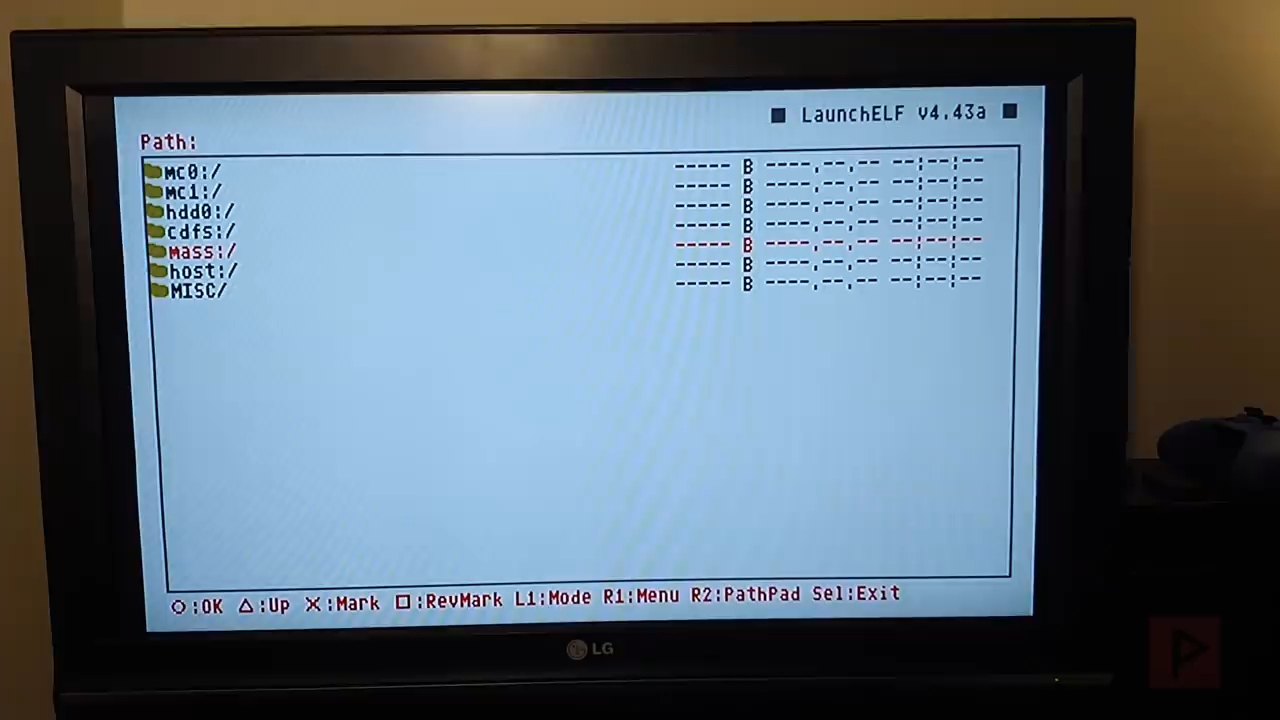 ■ LaunchELF v4.43a ■
Path:
mc0:/ ----- B ----.--.-- --:--:--
mc1:/ ----- B ----.--.-- --:--:--
hdd0:/ ----- B ----.--.-- --:--:--
cdfs:/ ----- B ----.--.-- --:--:--
mass:/ ----- B ----.--.-- --:--:--
host:/ ----- B ----.--.-- --:--:--
MISC/ ----- B ----.--.-- --:--:--
○:OK △:Up ✕:Mark □:RevMark L1:Mode R1:Menu R2:PathPad Sel:Exit
LG
P